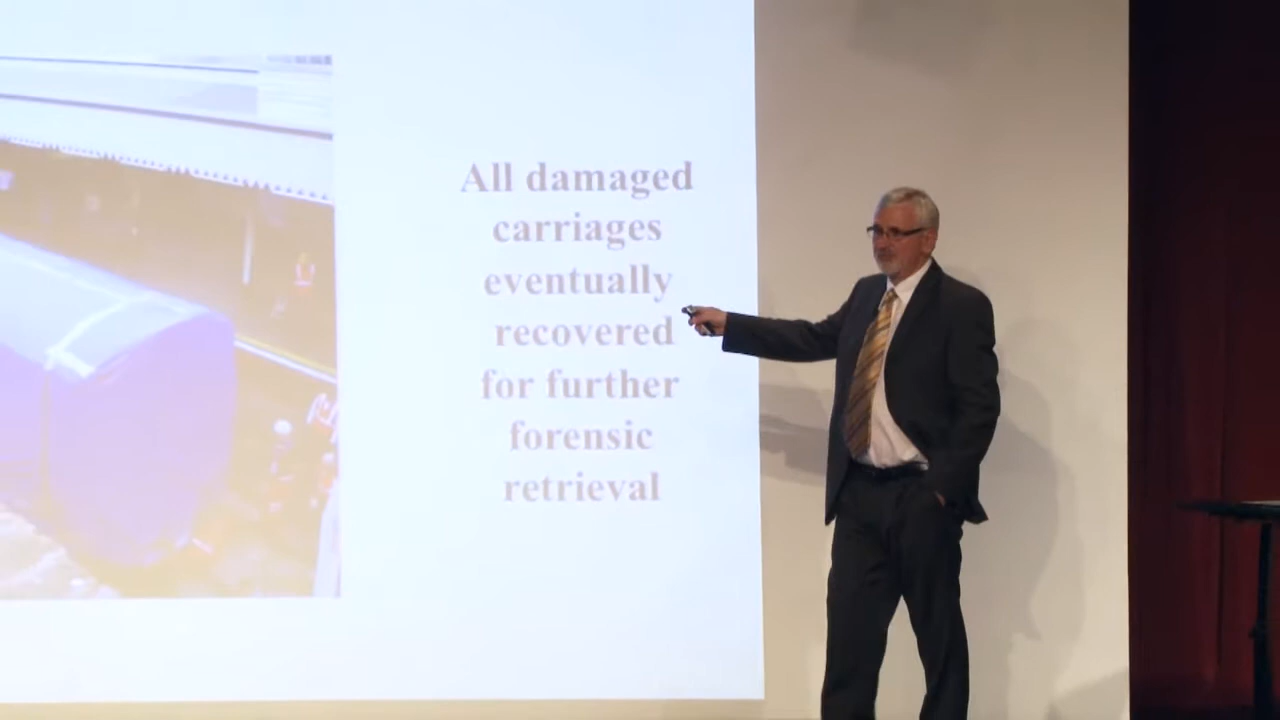 All damaged
carriages
eventually
recovered
for further
forensic
retrieval